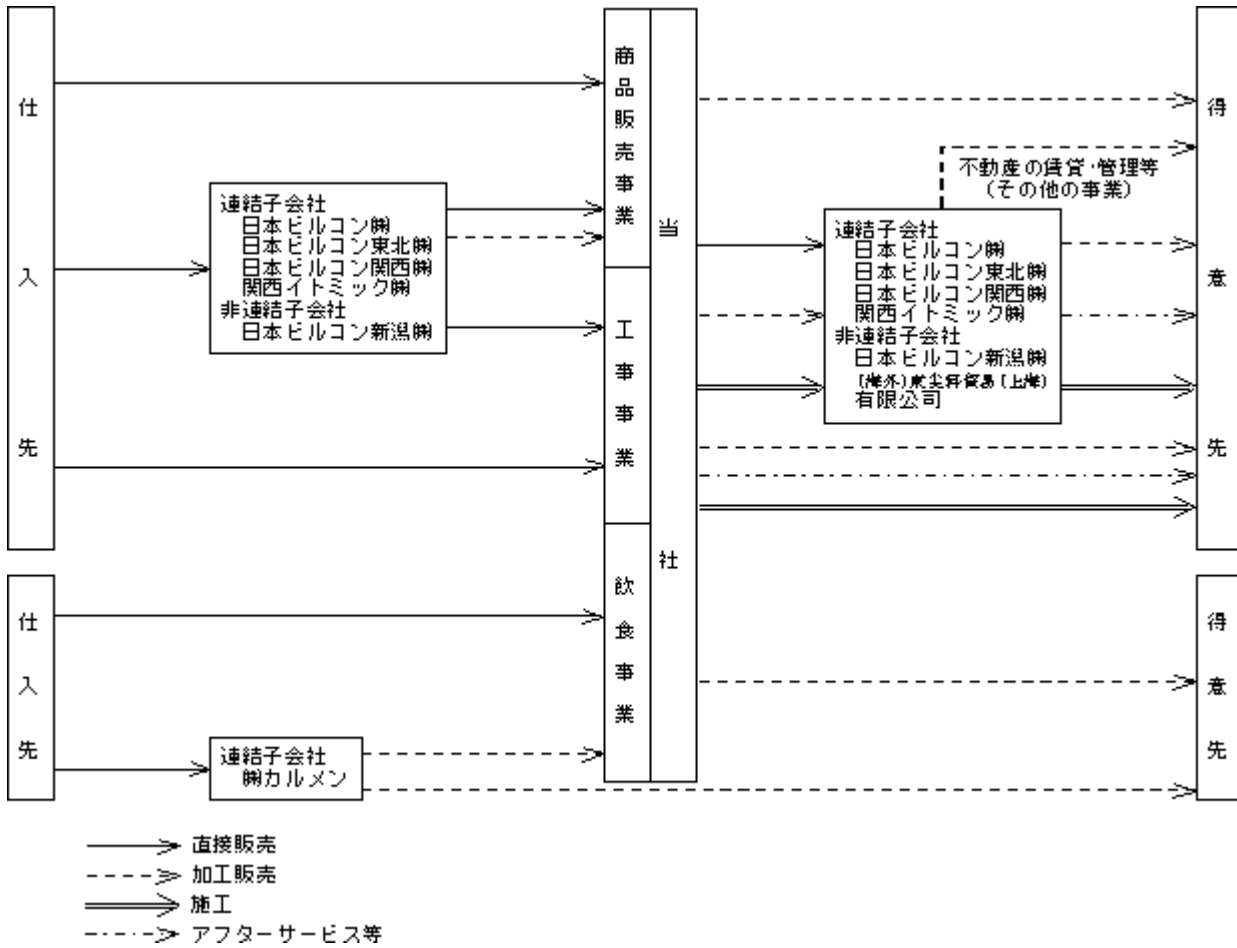 仕入先
商品販売事業
工事事業
飲食事業
当社
得意先
連結子会社
日本ビルコン㈱
日本ビルコン東北㈱
日本ビルコン関西㈱
関西イトミック㈱
非連結子会社
日本ビルコン新潟㈱
不動産の賃貸・管理等
(その他の事業)
連結子会社
日本ビルコン㈱
日本ビルコン東北㈱
日本ビルコン関西㈱
関西イトミック㈱
非連結子会社
日本ビルコン新潟㈱
有限公司
仕入先
連結子会社
㈱カルメン
得意先
直接販売
加工販売
施工
アフターサービス等